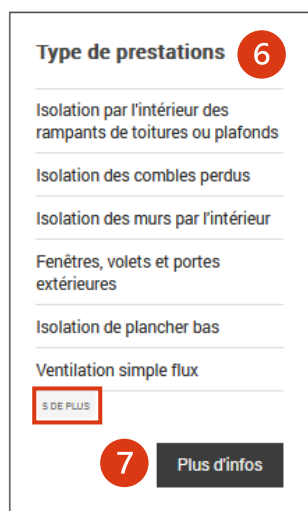 Type de prestations
6
Isolation par l'intérieur des
rampants de toitures ou plafonds
Isolation des combles perdus
Isolation des murs par l'intérieur
Fenêtres, volets et portes
extérieures
Isolation de plancher bas
Ventilation simple flux
5 DE PLUS
7
Plus d'infos